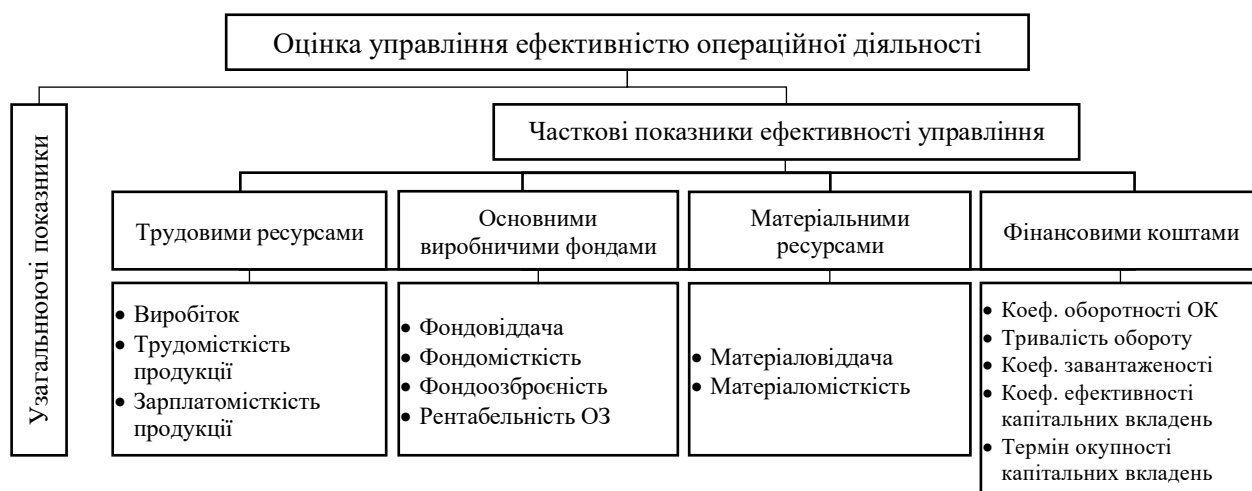 Оцінка управління ефективністю операційної діяльності
Узагальнюючі показники
Часткові показники ефективності управління
Трудовими ресурсами
Основними
виробничими фондами
Матеріальними
ресурсами
Фінансовими коштами
• Виробіток
• Трудомісткість
продукції
• Зарплатомісткість
продукції
• Фондовіддача
• Фондомісткість
• Фондоозброєність
• Рентабельність ОЗ
• Матеріаловіддача
• Матеріаломісткість
• Коеф. оборотності ОК
• Тривалість обороту
• Коеф. завантаженості
• Коеф. ефективності
капітальних вкладень
• Термін окупності
капітальних вкладень